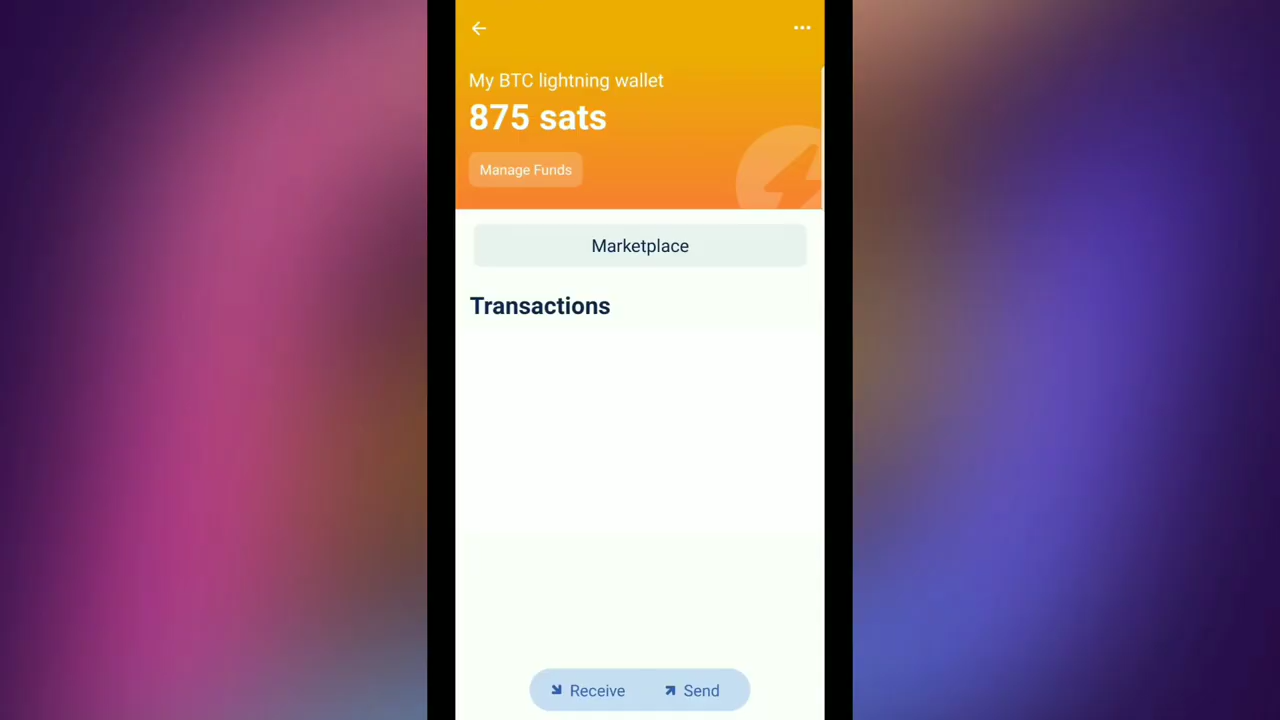 My BTC lightning wallet
875 sats
Manage Funds
Marketplace
Transactions
Receive
Send